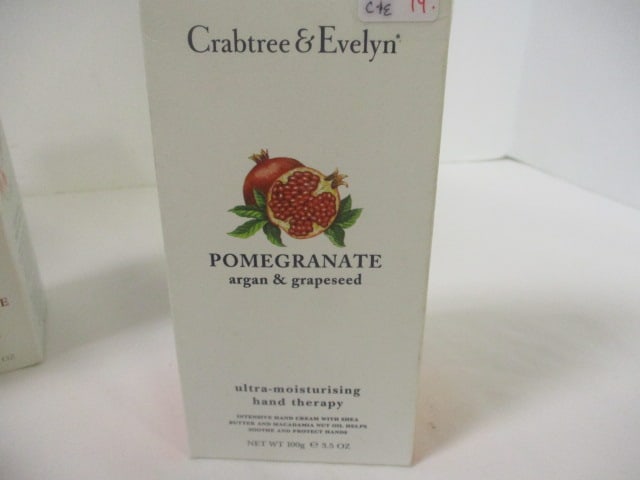 C&E 19.
Crabtree & Evelyn®
POMEGRANATE
argan & grapeseed
ultra-moisturising
hand therapy
INTENSIVE HAND CREAM WITH SHEA
BUTTER AND MACADAMIA NUT OIL HELPS
SOOTHE AND PROTECT HANDS
NET WT 100g ℮ 3.5 OZ
E
OZ